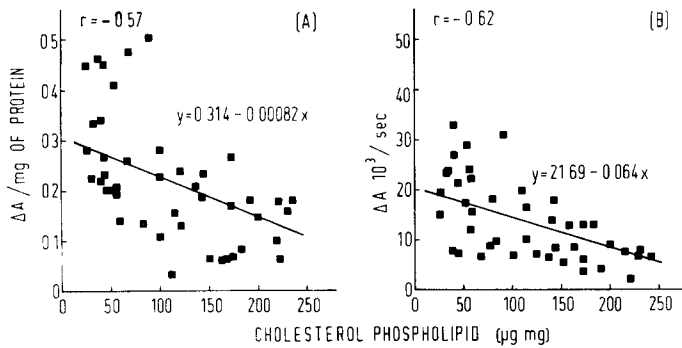 r = - 0.57 (A)
ΔA / mg OF PROTEIN
0.5
0.4
0.3
0.2
0.1
0
y=0.314-0.00082x
0 50 100 150 200 250
r = - 0.62 (B)
ΔA 10³ / sec
50
40
30
20
10
0
y=21.69-0.064x
0 50 100 150 200 250
CHOLESTEROL PHOSPHOLIPID (μg mg)